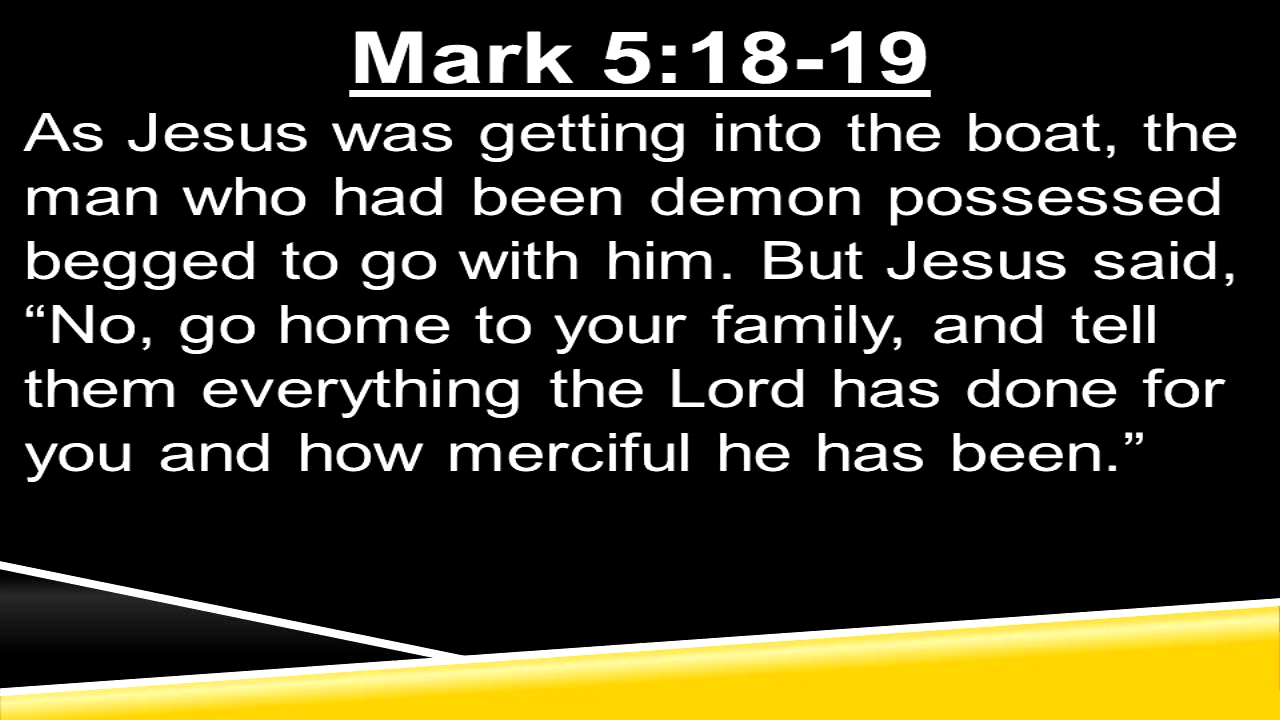 Mark 5:18-19
As Jesus was getting into the boat, the
man who had been demon possessed
begged to go with him. But Jesus said,
“No, go home to your family, and tell
them everything the Lord has done for
you and how merciful he has been.”